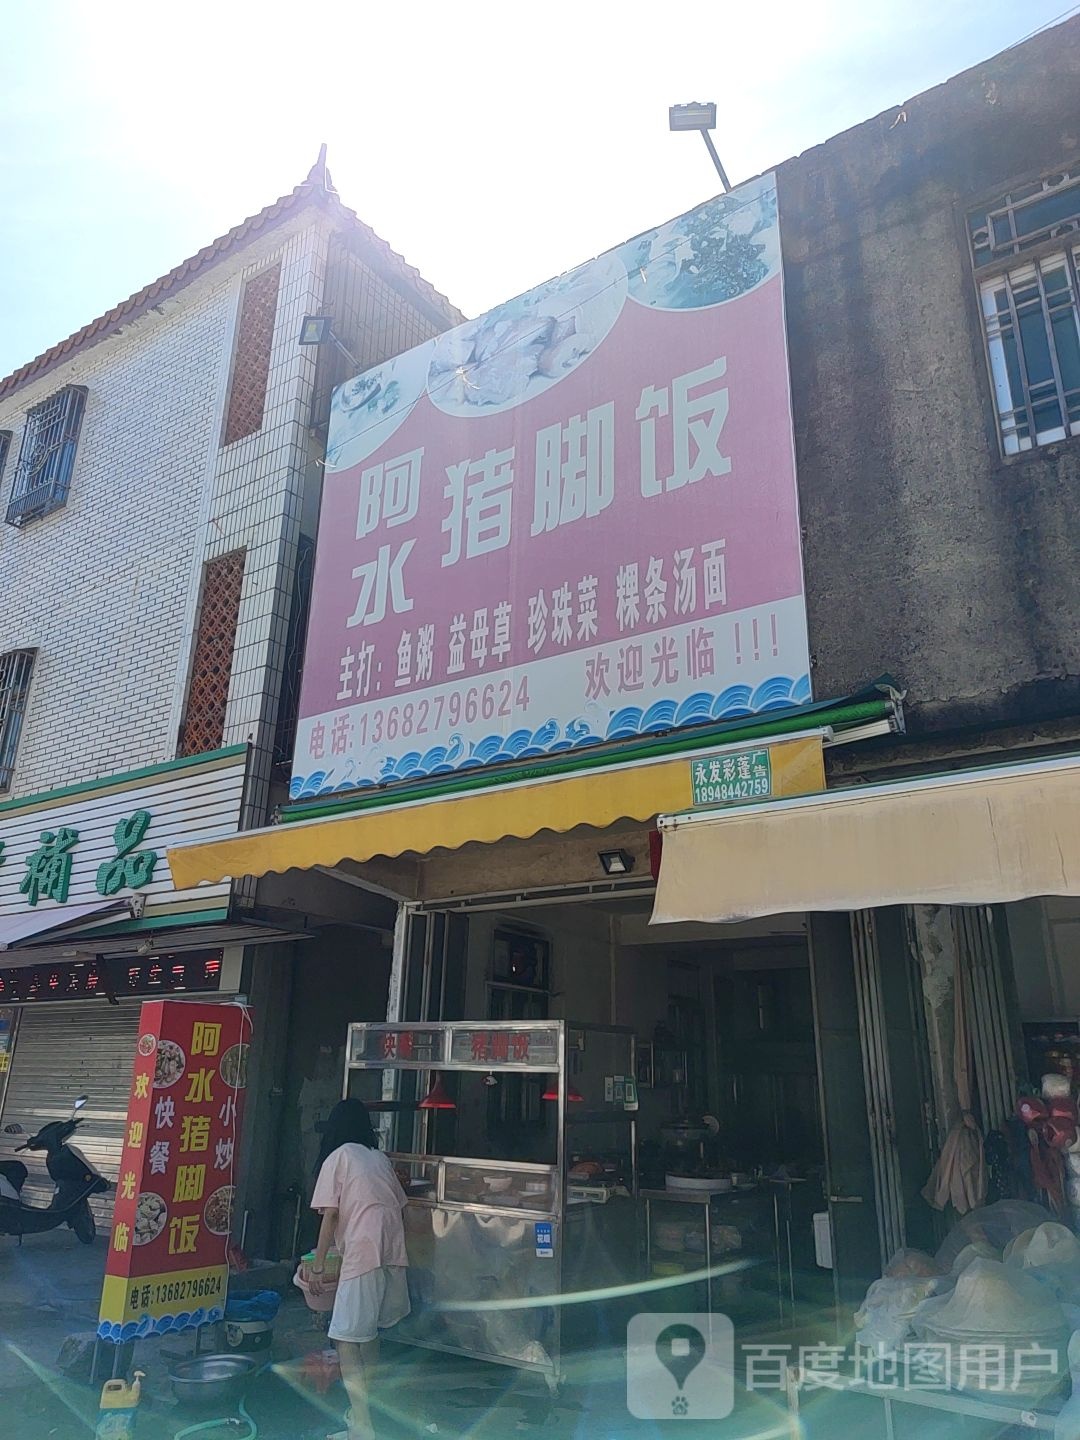 阿水猪脚饭
主打：鱼粥 益母草 珍珠菜 粿条汤面
电话:13682796624 欢迎光临!!!
永发彩蓬广告
18948442759
补品
猪脚饭
阿水猪脚饭
快餐
小炒
欢迎光临
电话:13682796624
百度地图用户